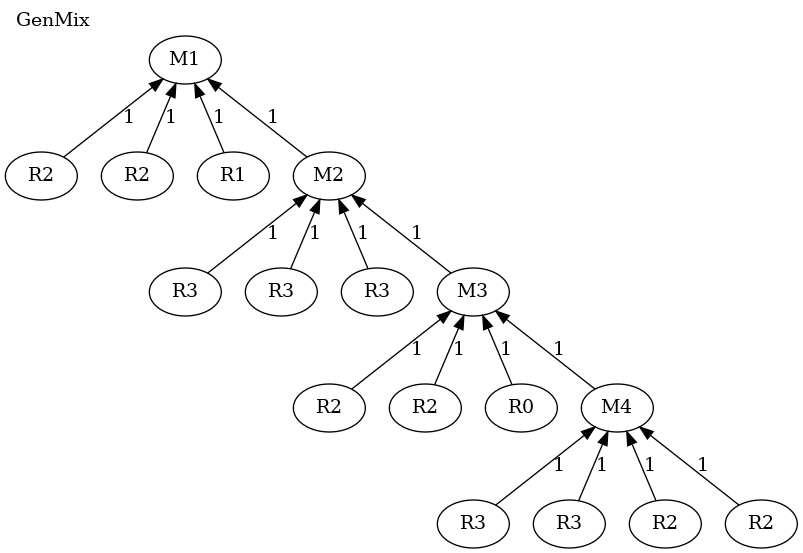 GenMix
M1
1 1 1 1
R2 R2 R1 M2
1 1 1 1
R3 R3 R3 M3
1 1 1 1
R2 R2 R0 M4
1 1 1 1
R3 R3 R2 R2